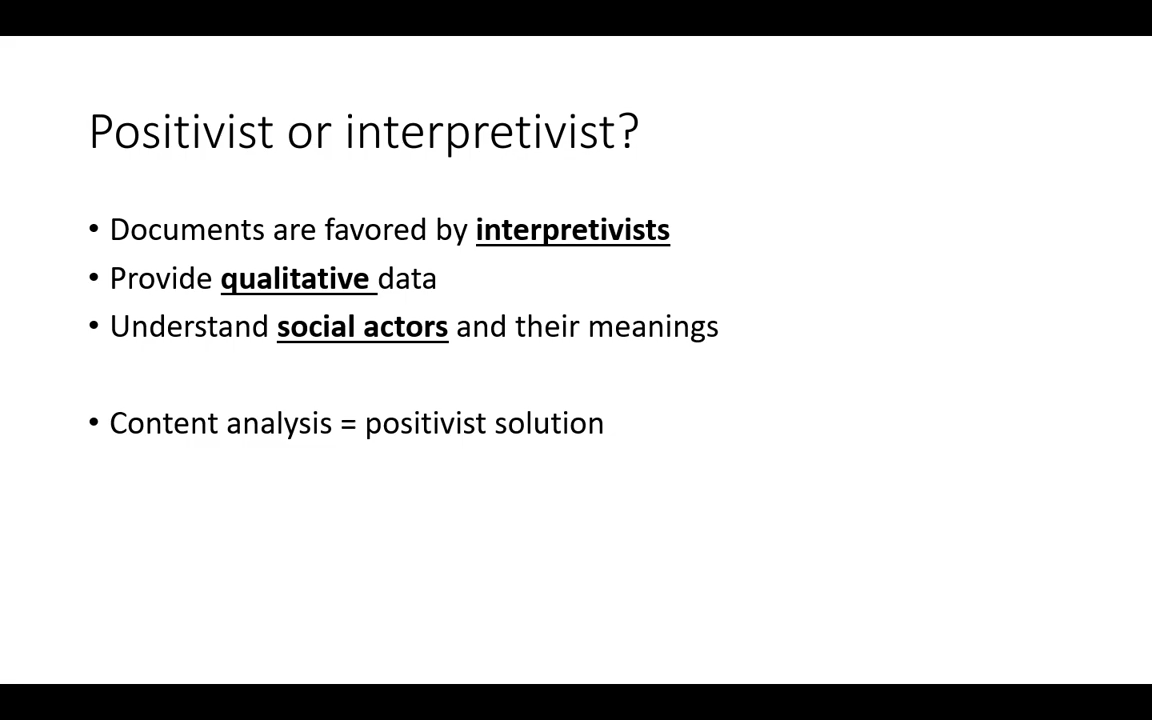 Positivist or interpretivist?
• Documents are favored by interpretivists
• Provide qualitative data
• Understand social actors and their meanings
• Content analysis = positivist solution